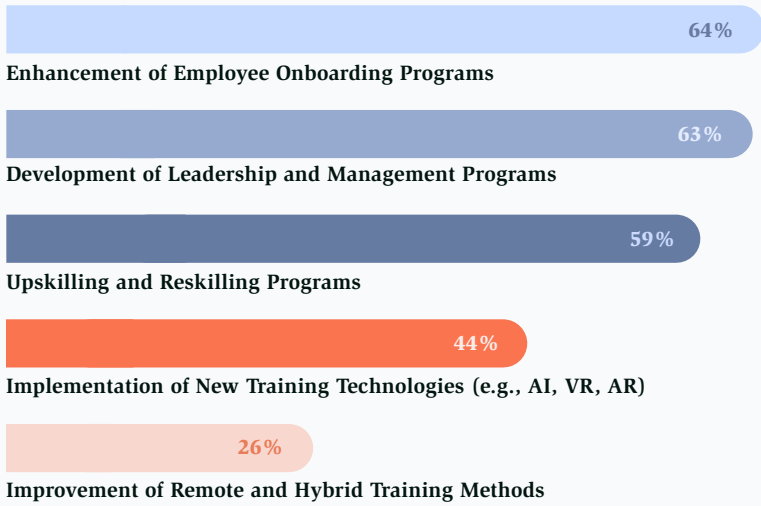 64%
Enhancement of Employee Onboarding Programs
63%
Development of Leadership and Management Programs
59%
Upskilling and Reskilling Programs
44%
Implementation of New Training Technologies (e.g., AI, VR, AR)
26%
Improvement of Remote and Hybrid Training Methods